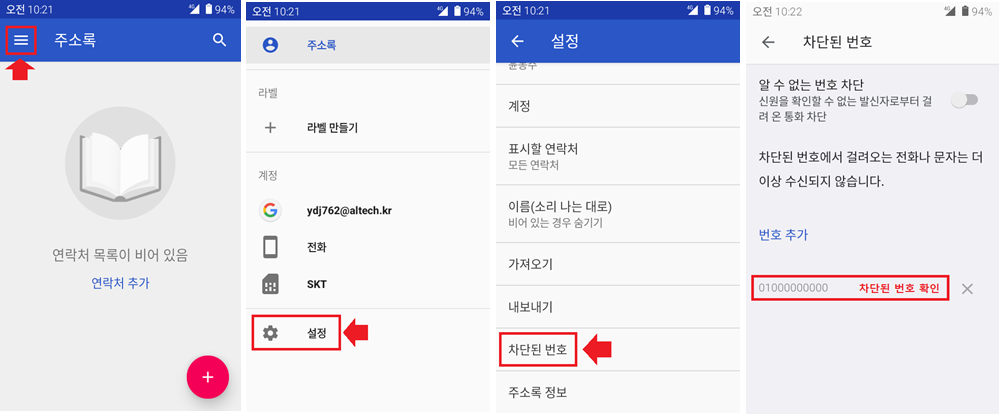 오전 10:21
4G
94%
주소록
연락처 목록이 비어 있음
연락처 추가
오전 10:21
4G
94%
주소록
라벨
라벨 만들기
계정
ydj762@altech.kr
전화
SKT
설정
오전 10:21
4G
94%
설정
계정
표시할 연락처
모든 연락처
이름(소리 나는 대로)
비어 있는 경우 숨기기
가져오기
내보내기
차단된 번호
주소록 정보
오전 10:22
4G
94%
차단된 번호
알 수 없는 번호 차단
신원을 확인할 수 없는 발신자로부터 걸
려 온 통화 차단
차단된 번호에서 걸려오는 전화나 문자는 더
이상 수신되지 않습니다.
번호 추가
01000000000 차단된 번호 확인